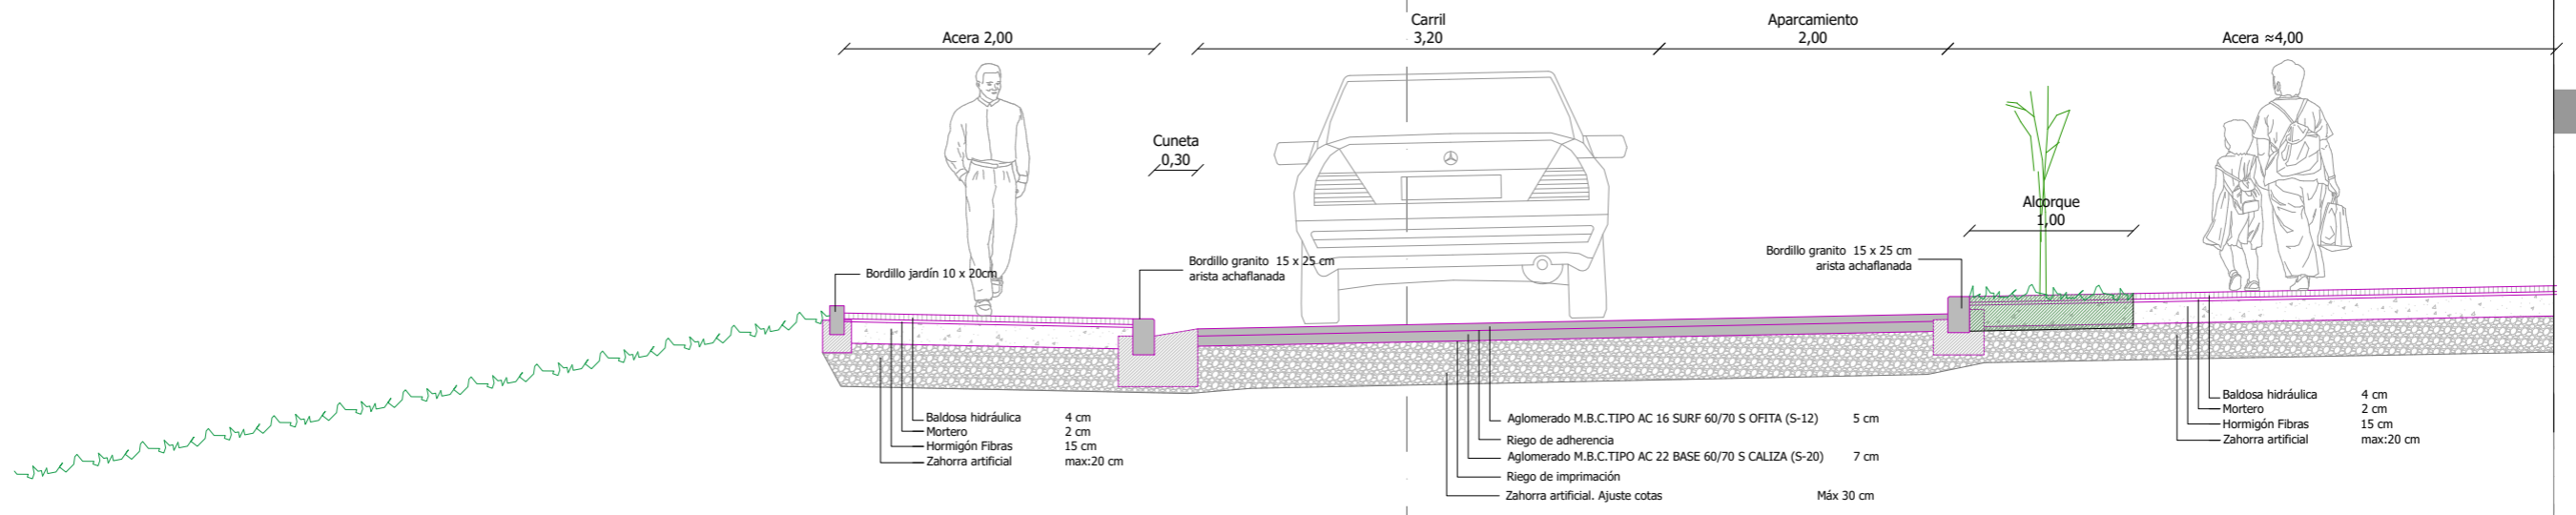 Acera 2,00
Carril
3,20
Aparcamiento
2,00
Acera ≈4,00
Cuneta
0,30
Alcorque
1,00
Bordillo jardín 10 x 20cm
Bordillo granito 15 x 25 cm
arista achaflanada
Bordillo granito 15 x 25 cm
arista achaflanada
Baldosa hidráulica 4 cm
Mortero 2 cm
Hormigón Fibras 15 cm
Zahorra artificial max:20 cm
Aglomerado M.B.C.TIPO AC 16 SURF 60/70 S OFITA (S-12) 5 cm
Riego de adherencia
Aglomerado M.B.C.TIPO AC 22 BASE 60/70 S CALIZA (S-20) 7 cm
Riego de imprimación
Zahorra artificial. Ajuste cotas Máx 30 cm
Baldosa hidráulica 4 cm
Mortero 2 cm
Hormigón Fibras 15 cm
Zahorra artificial max:20 cm